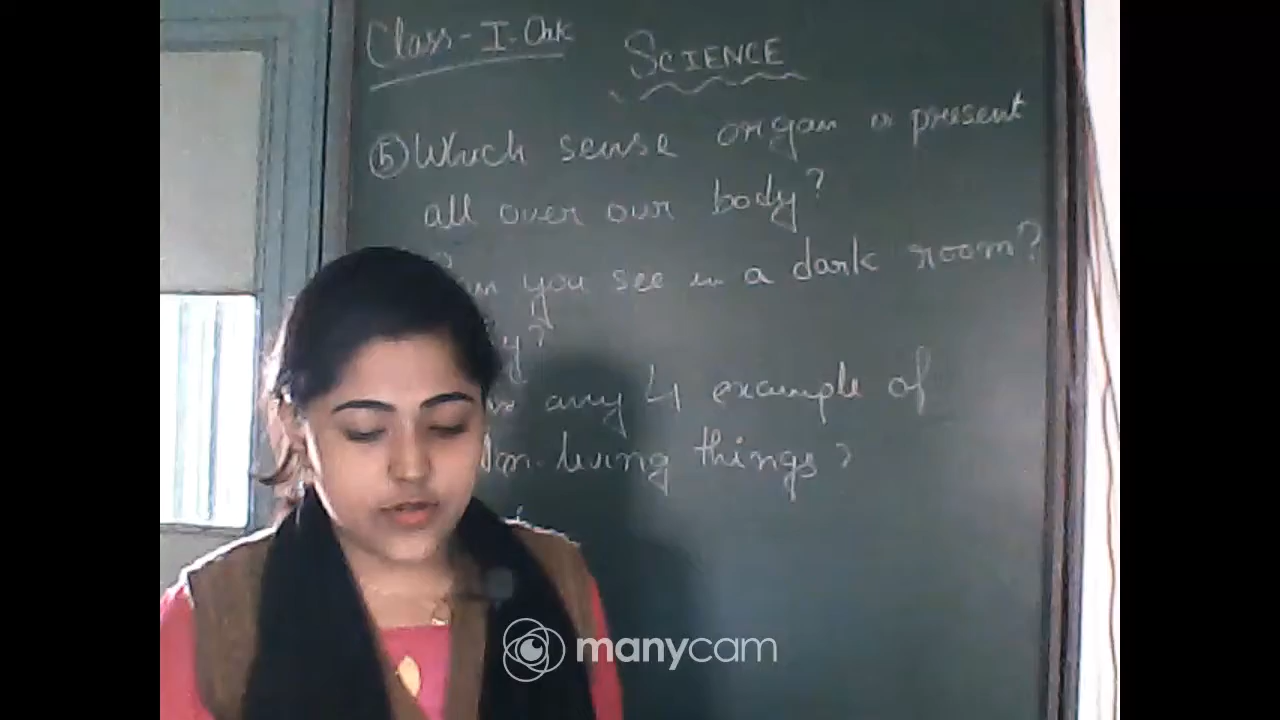 Class - I - Oak
SCIENCE
⑤ Which sense organ is present
all over our body?
you see in a dark room?
any 4 example of
Non-living things?
manycam